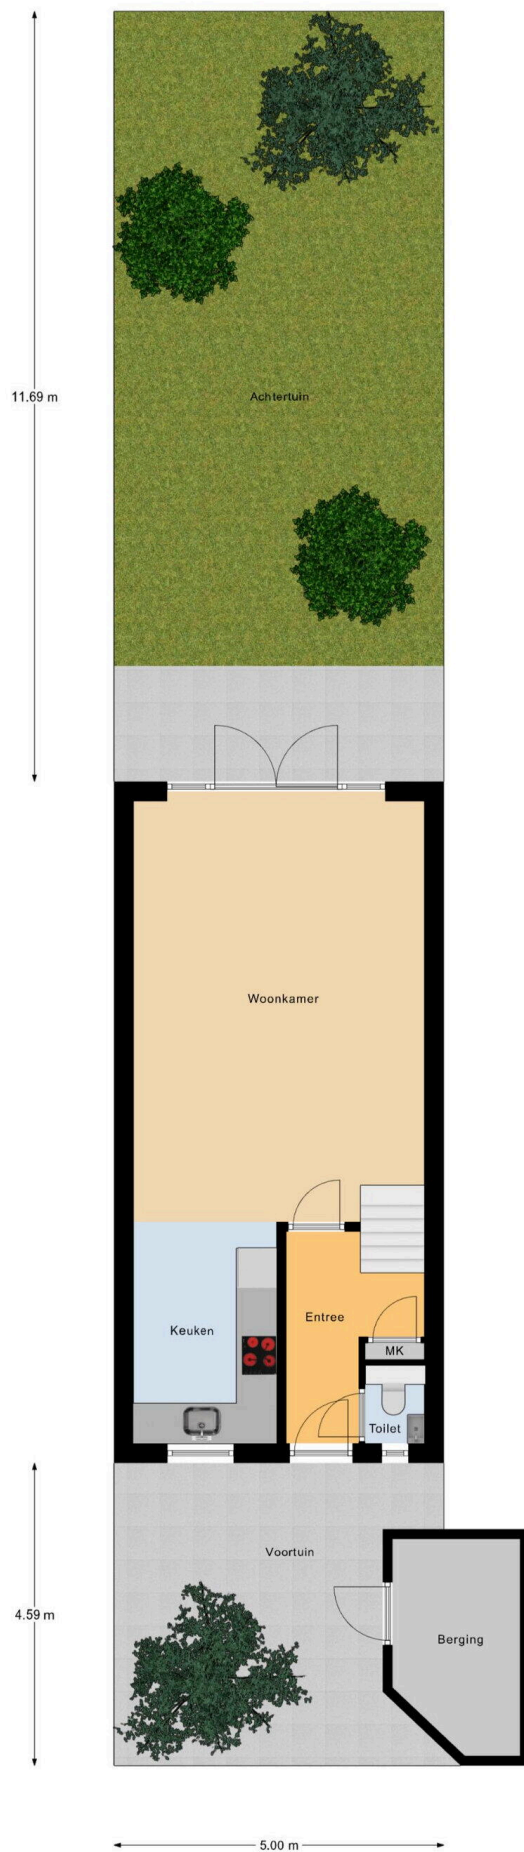 11.69 m
Achtertuin
Woonkamer
Keuken
Entree
MK
Toilet
Voortuin
4.59 m
Berging
5.00 m